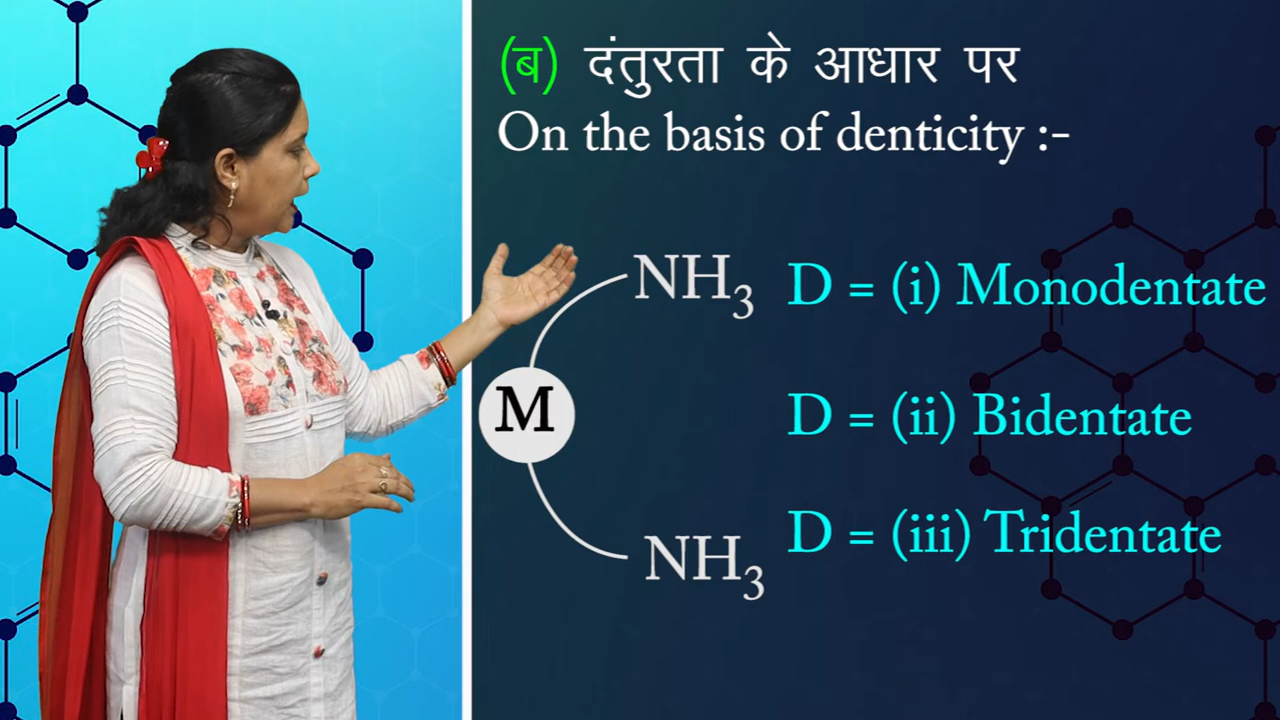 (ब) दंतुरता के आधार पर
On the basis of denticity :-
NH3 D = (i) Monodentate
M
D = (ii) Bidentate
D = (iii) Tridentate
NH3